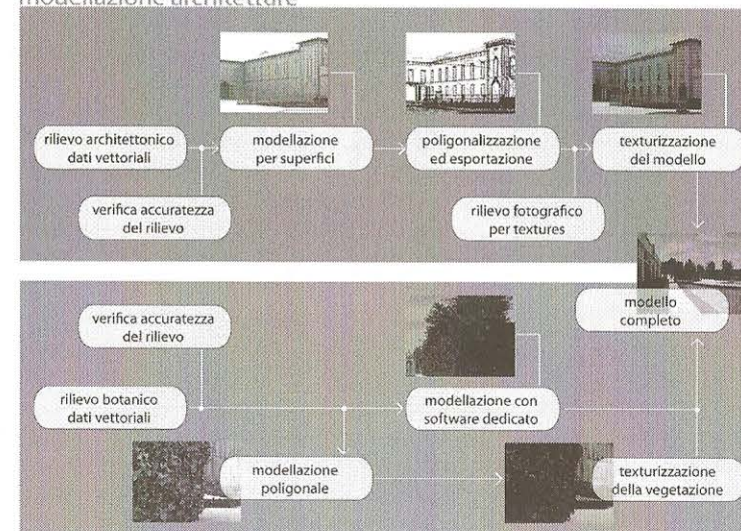 modellazione architetture
rilievo architettonico
dati vettoriali
modellazione
per superfici
poligonalizzazione
ed esportazione
texturizzazione
del modello
verifica accuratezza
del rilievo
rilievo fotografico
per textures
modello
completo
verifica accuratezza
del rilievo
rilievo botanico
dati vettoriali
modellazione con
software dedicato
modellazione
poligonale
texturizzazione
della vegetazione